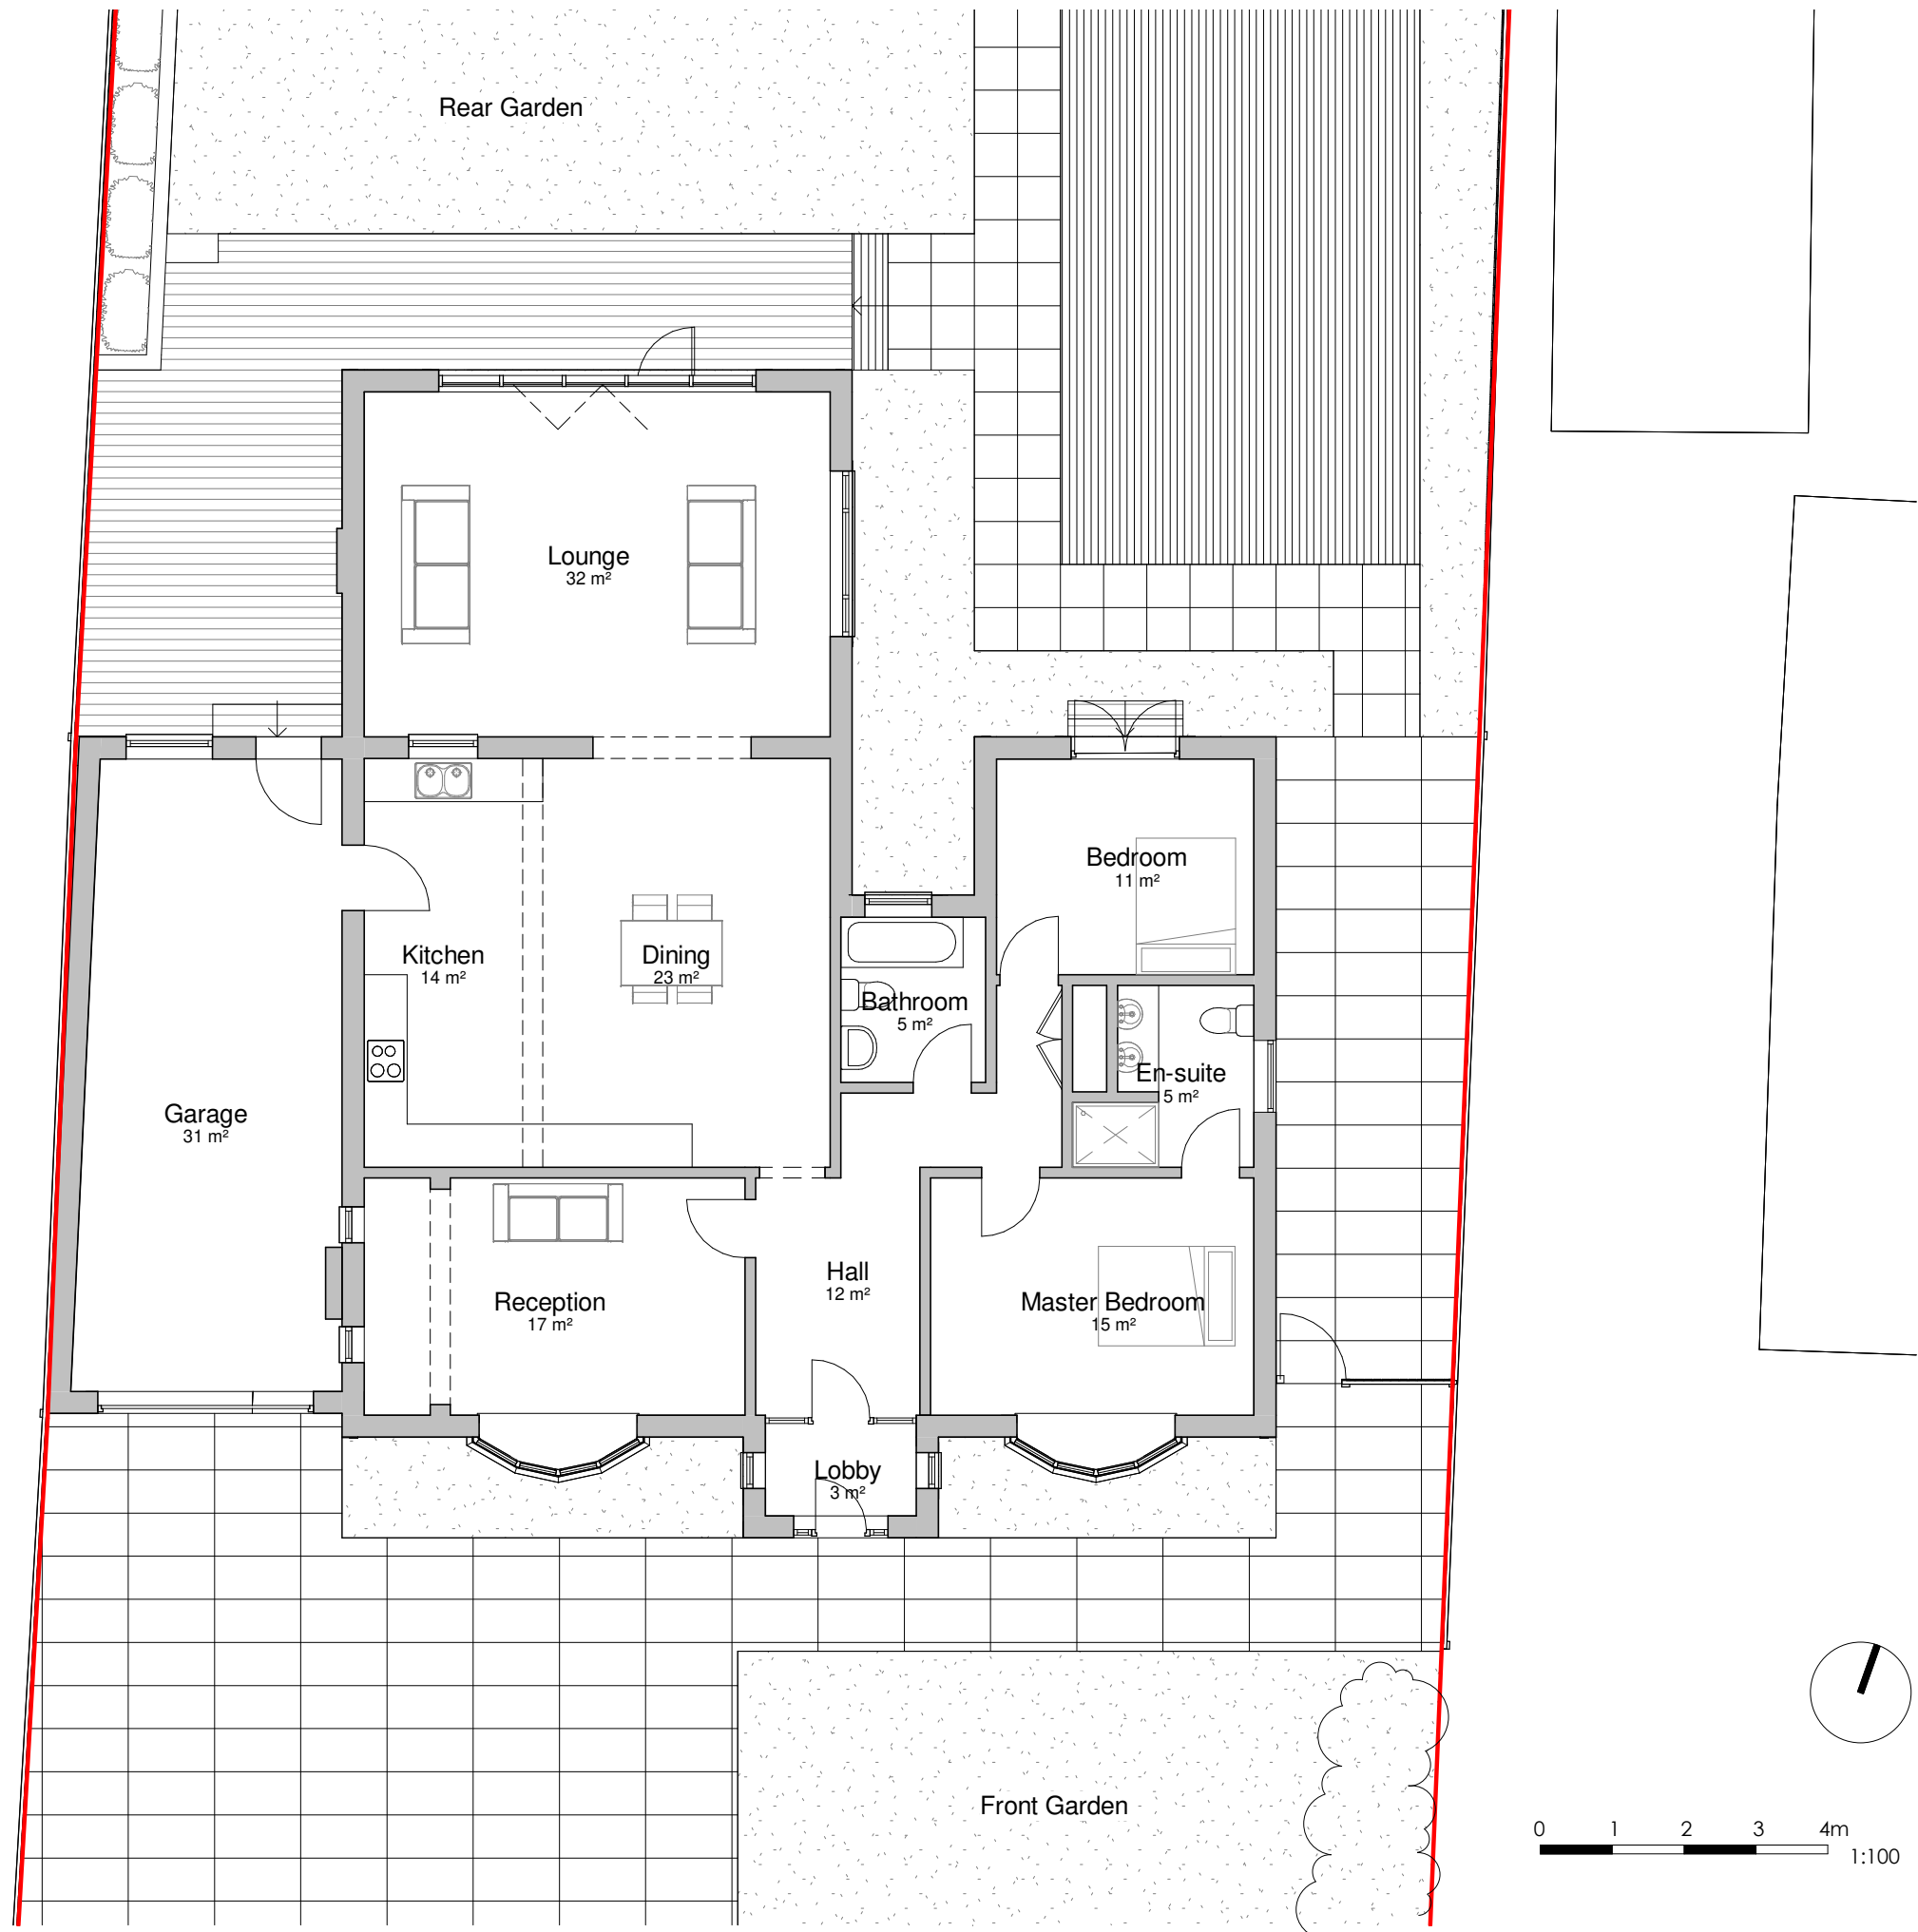 Rear Garden
Lounge
32 m²
Bedroom
11 m²
Kitchen
14 m²
Dining
23 m²
Bathroom
5 m²
En-suite
5 m²
Garage
31 m²
Hall
12 m²
Reception
17 m²
Master Bedroom
15 m²
Lobby
3 m²
Front Garden
0 1 2 3 4m
1:100